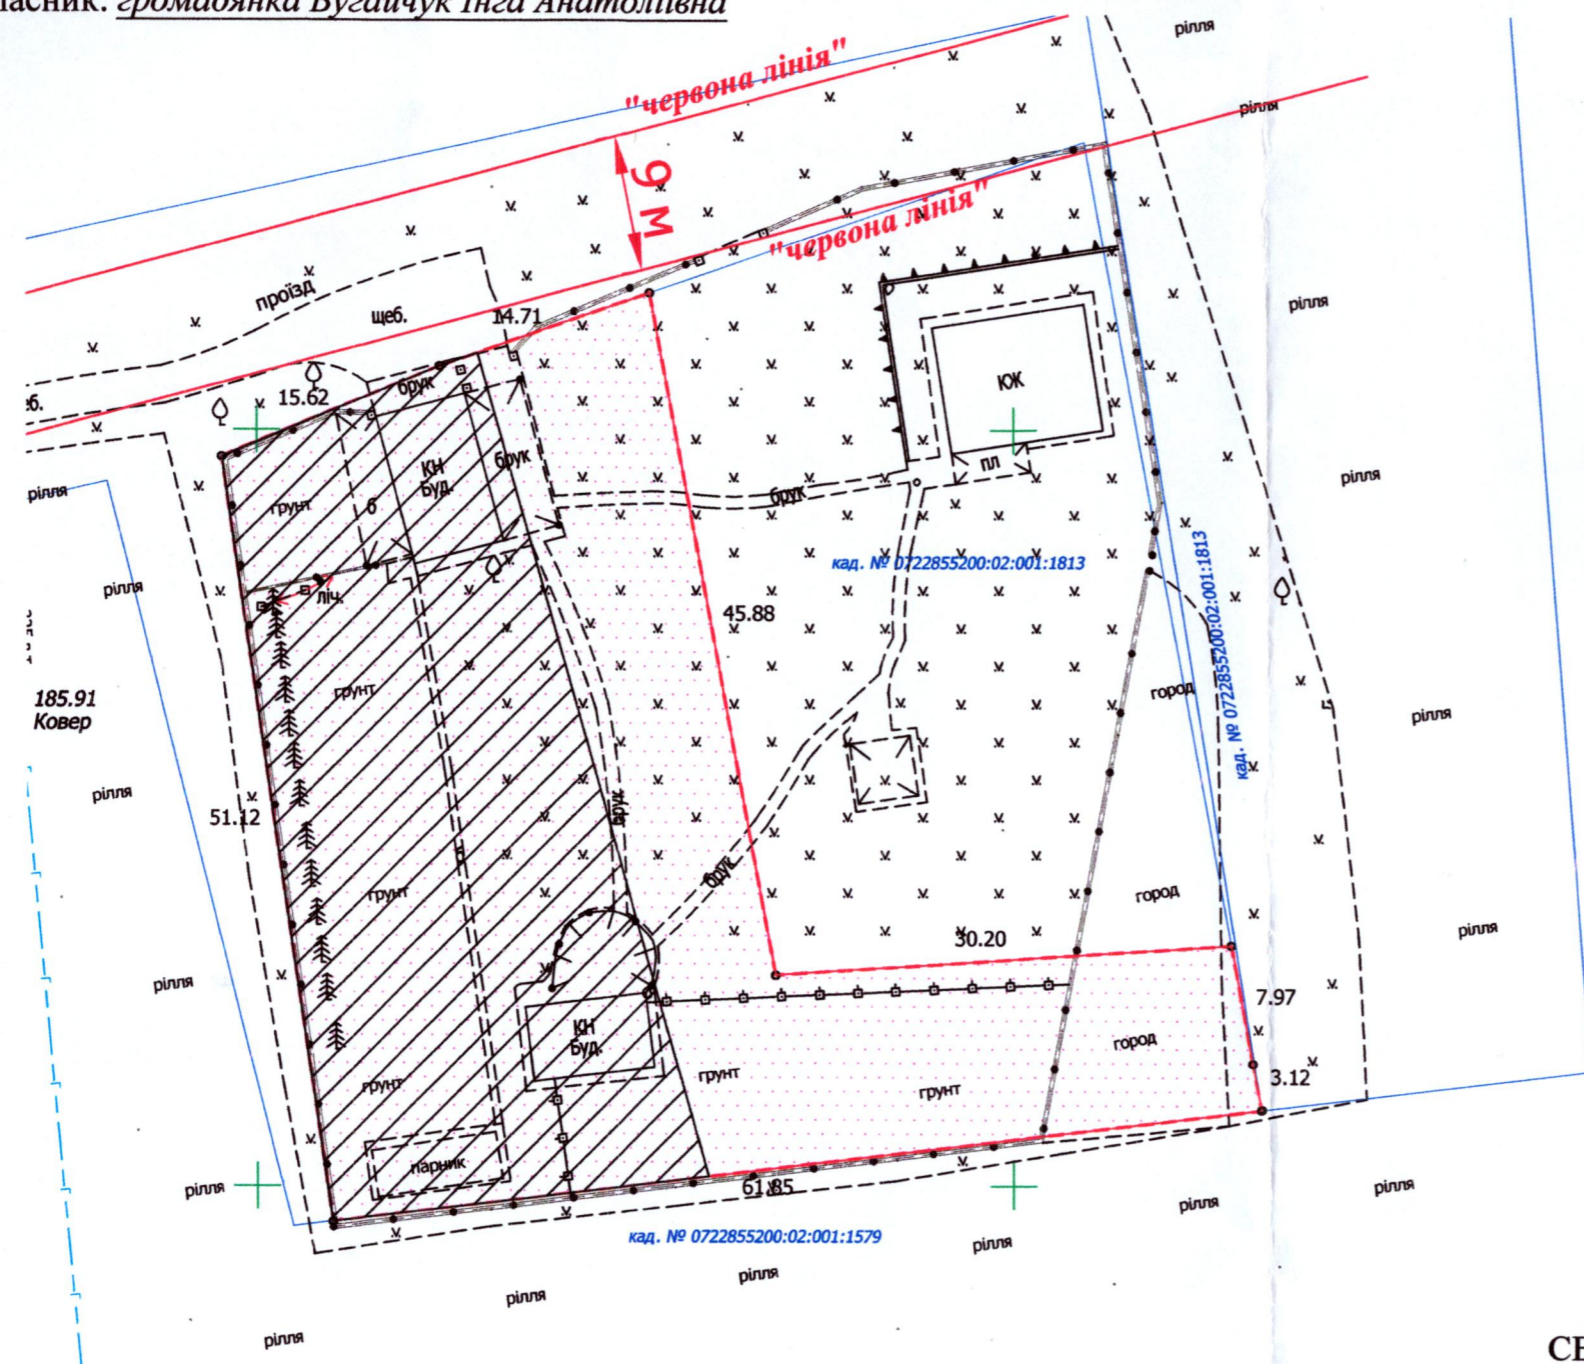 громадянка Бугайчук Інга Анатоліївна
рілля
"червона лінія"
рілля
9 м
"червона лінія"
проїзд
щеб.
14.71
рілля
брук
КЖ
15.62
КН
Буд.
брук
пл
рілля
рілля
грунт
б
брук
кад. № 0722855200:02:001:1813
рілля
ліч.
45.88
кад. № 0722855200:02:001:1813
185.91
Ковер
грунт
город
рілля
рілля
51.12
брук
брук
грунт
город
рілля
30.20
рілля
7.97
КН
Буд.
город
грунт
грунт
грунт
3.12
парник
рілля
61.85
рілля
рілля
кад. № 0722855200:02:001:1579
рілля
рілля
рілля
рілля